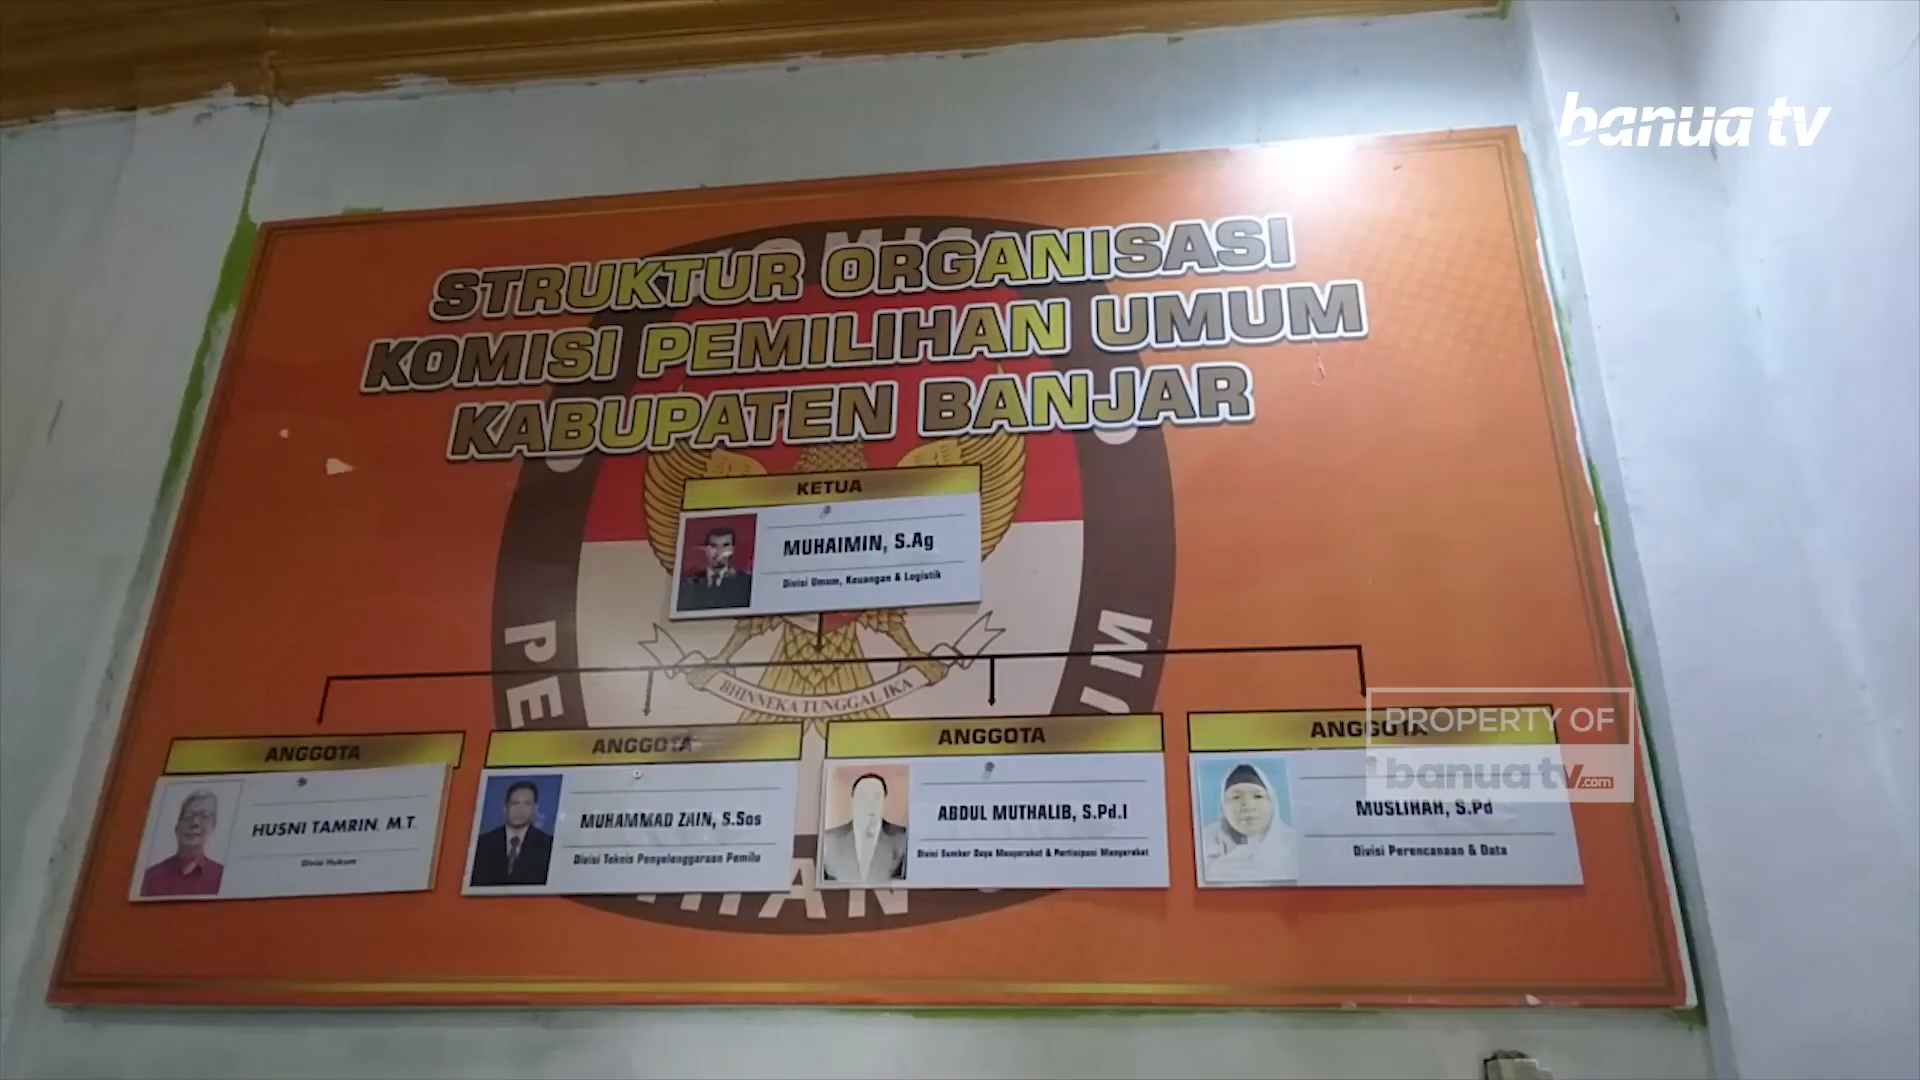 banua tv
STRUKTUR ORGANISASI
KOMISI PEMILIHAN UMUM
KABUPATEN BANJAR
KETUA
MUHAIMIN, S.Ag
Divisi Umum, Keuangan & Logistik
BHINNEKA TUNGGAL IKA
ANGGOTA
HUSNI TAMRIN, M.T.
Divisi Hukum
ANGGOTA
MUHAMMAD ZAIN, S.Sos
Divisi Teknis Penyelenggaraan Pemilu
ANGGOTA
ABDUL MUTHALIB, S.Pd.I
Divisi Sumber Daya Masyarakat & Partisipasi Masyarakat
ANGGOTA
MUSLIHAH, S.Pd
Divisi Perencanaan & Data
PROPERTY OF
banua tv.com